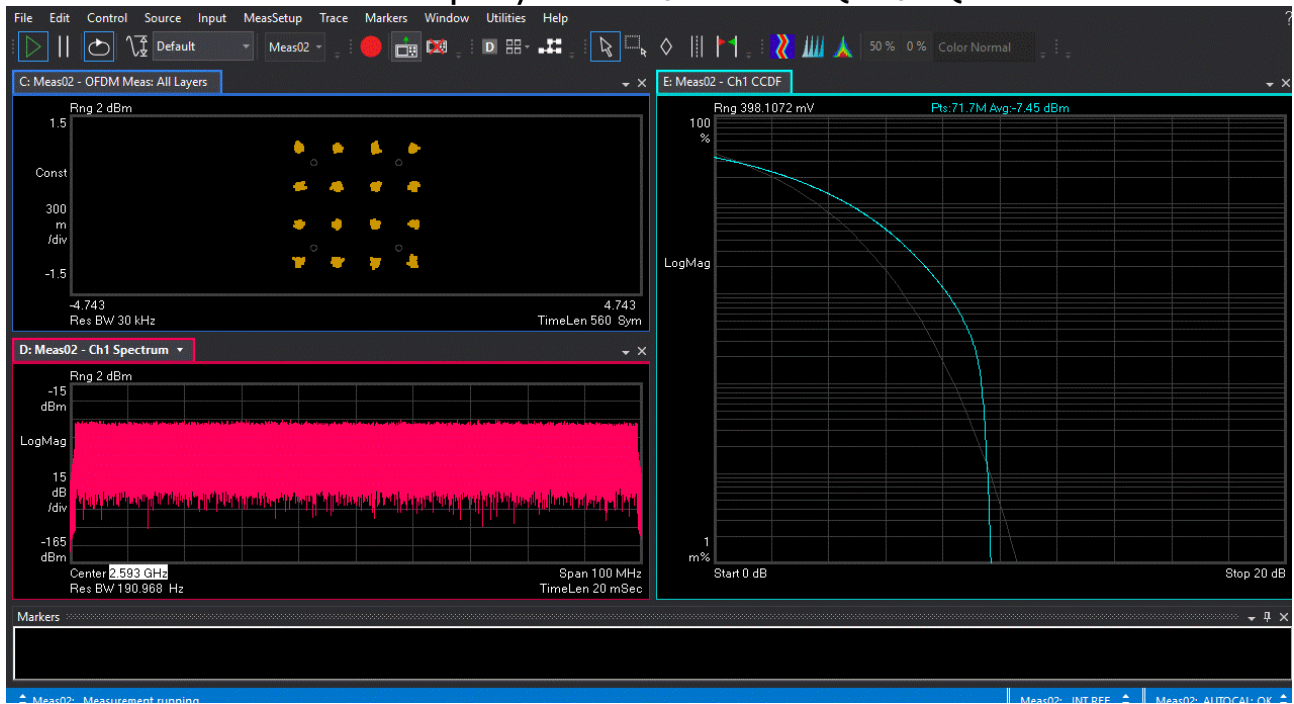 File Edit Control Source Input MeasSetup Trace Markers Window Utilities Help
Default Meas02 D 50 % 0 % Color Normal
C: Meas02 - OFDM Meas: All Layers
Rng 2 dBm
1.5
Const
300
m
/div
-1.5
-4.743 4.743
Res BW 30 kHz TimeLen 560 Sym
D: Meas02 - Ch1 Spectrum
Rng 2 dBm
-15
dBm
LogMag
15
dB
/div
-165
dBm
Center 2.593 GHz Span 100 MHz
Res BW 190.968 Hz TimeLen 20 mSec
E: Meas02 - Ch1 CCDF
Rng 398.1072 mV Pts:71.7M Avg:-7.45 dBm
100
%
LogMag
1
m%
Start 0 dB Stop 20 dB
Markers
Meas02: Measurement running Meas02: INT REF Meas02: AUTOCAL: OK